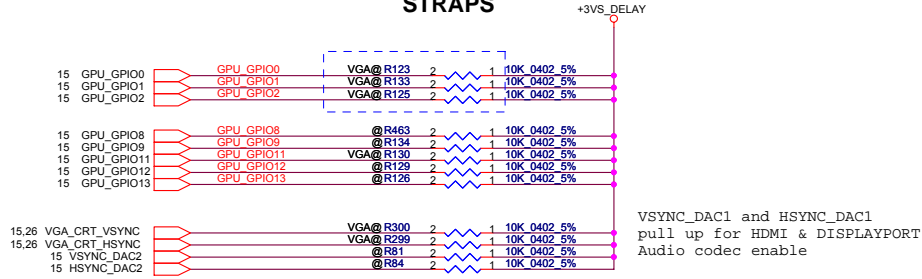 STRAPS
+3VS_DELAY
15 GPU_GPIO0 GPU_GPIO0 VGA@ R123 2 1 10K_0402_5%
15 GPU_GPIO1 GPU_GPIO1 VGA@ R133 2 1 10K_0402_5%
15 GPU_GPIO2 GPU_GPIO2 VGA@ R125 2 1 10K_0402_5%
15 GPU_GPIO8 GPU_GPIO8 @ R463 2 1 10K_0402_5%
15 GPU_GPIO9 GPU_GPIO9 @ R134 2 1 10K_0402_5%
15 GPU_GPIO11 GPU_GPIO11 VGA@ R130 2 1 10K_0402_5%
15 GPU_GPIO12 GPU_GPIO12 @ R129 2 1 10K_0402_5%
15 GPU_GPIO13 GPU_GPIO13 @ R126 2 1 10K_0402_5%
15,26 VGA_CRT_VSYNC VGA@ R300 2 1 10K_0402_5%
15,26 VGA_CRT_HSYNC VGA@ R299 2 1 10K_0402_5%
15 VSYNC_DAC2 @ R81 2 1 10K_0402_5%
15 HSYNC_DAC2 @ R84 2 1 10K_0402_5%
VSYNC_DAC1 and HSYNC_DAC1
pull up for HDMI & DISPLAYPORT
Audio codec enable